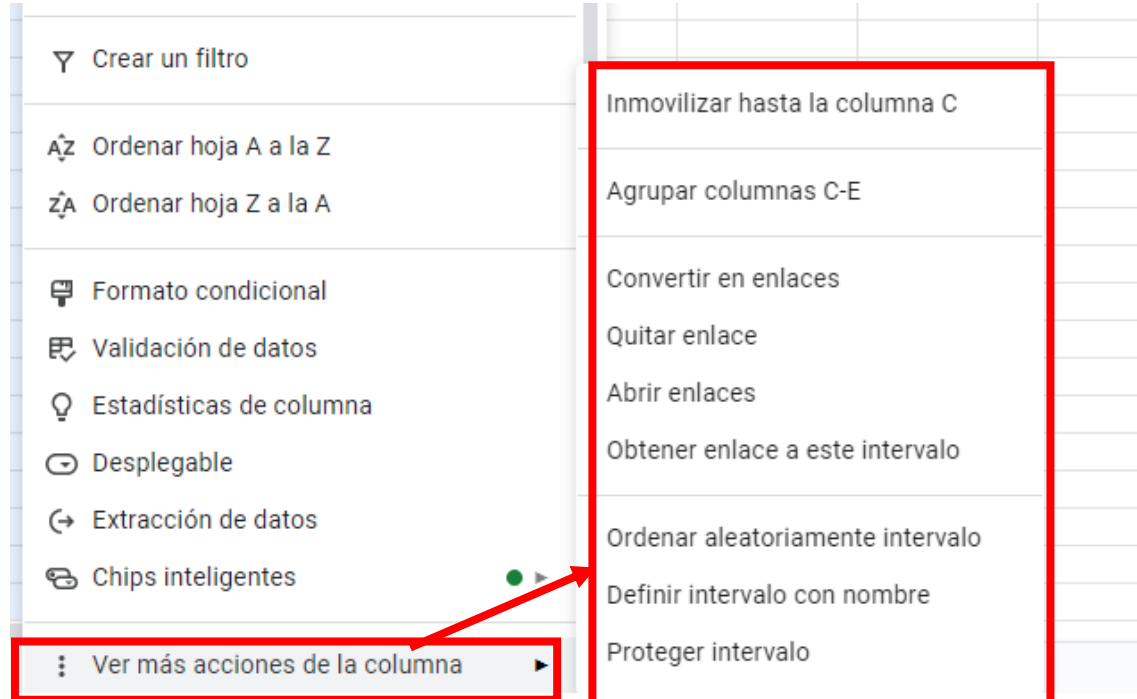 Crear un filtro
Ordenar hoja A a la Z
Ordenar hoja Z a la A
Formato condicional
Validación de datos
Estadísticas de columna
Desplegable
Extracción de datos
Chips inteligentes
Ver más acciones de la columna
Inmovilizar hasta la columna C
Agrupar columnas C-E
Convertir en enlaces
Quitar enlace
Abrir enlaces
Obtener enlace a este intervalo
Ordenar aleatoriamente intervalo
Definir intervalo con nombre
Proteger intervalo